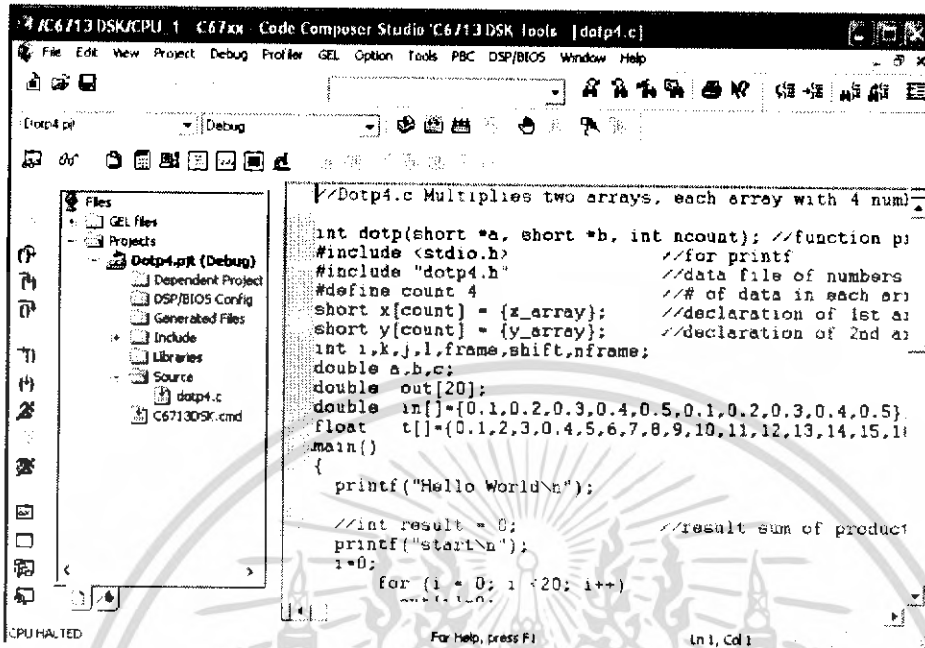 /C6713 DSK/CPU_1 - C67xx - Code Composer Studio 'C6713 DSK Tools - [dotp4.c]
File Edit View Project Debug Profiler GEL Option Tools PBC DSP/BIOS Window Help
Dotp4.pjt Debug
Files
GEL files
Projects
Dotp4.pjt (Debug)
Dependent Project
DSP/BIOS Config
Generated Files
Include
Libraries
Source
dotp4.c
C6713DSK.cmd
//Dotp4.c Multiplies two arrays, each array with 4 num
int dotp(short *a, short *b, int ncount); //function p
#include <stdio.h> //for printf
#include "dotp4.h" //data file of numbers
#define count 4 //# of data in each ar
short x[count] = {x_array}; //declaration of 1st a
short y[count] = {y_array}; //declaration of 2nd a
int i,k,j,l,frame,shift,nframe;
double a,b,c;
double out[20];
double in[]={0.1,0.2,0.3,0.4,0.5,0.1,0.2,0.3,0.4,0.5}
float t[]={0.1,2,3,0.4,5,6,7,8,9,10,11,12,13,14,15,1
main()
{
printf("Hello World\n");
//int result = 0; //result sum of product
printf("start\n");
i=0;
for (i = 0; i <20; i++)
CPU HALTED
For Help, press F1
Ln 1, Col 1